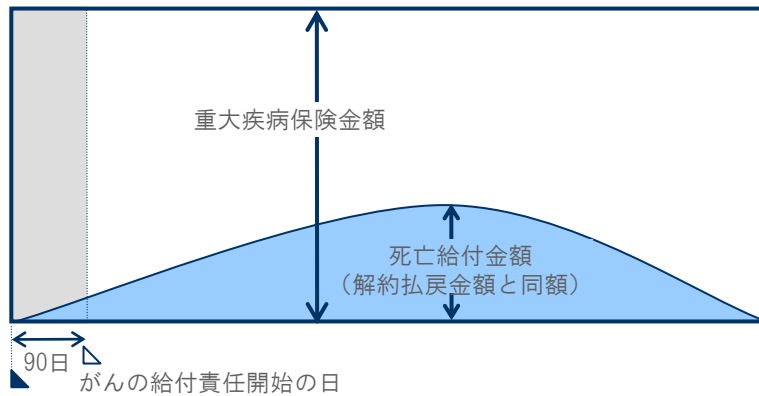 重大疾病保険金額
死亡給付金額
（解約払戻金額と同額）
90日
がんの給付責任開始の日